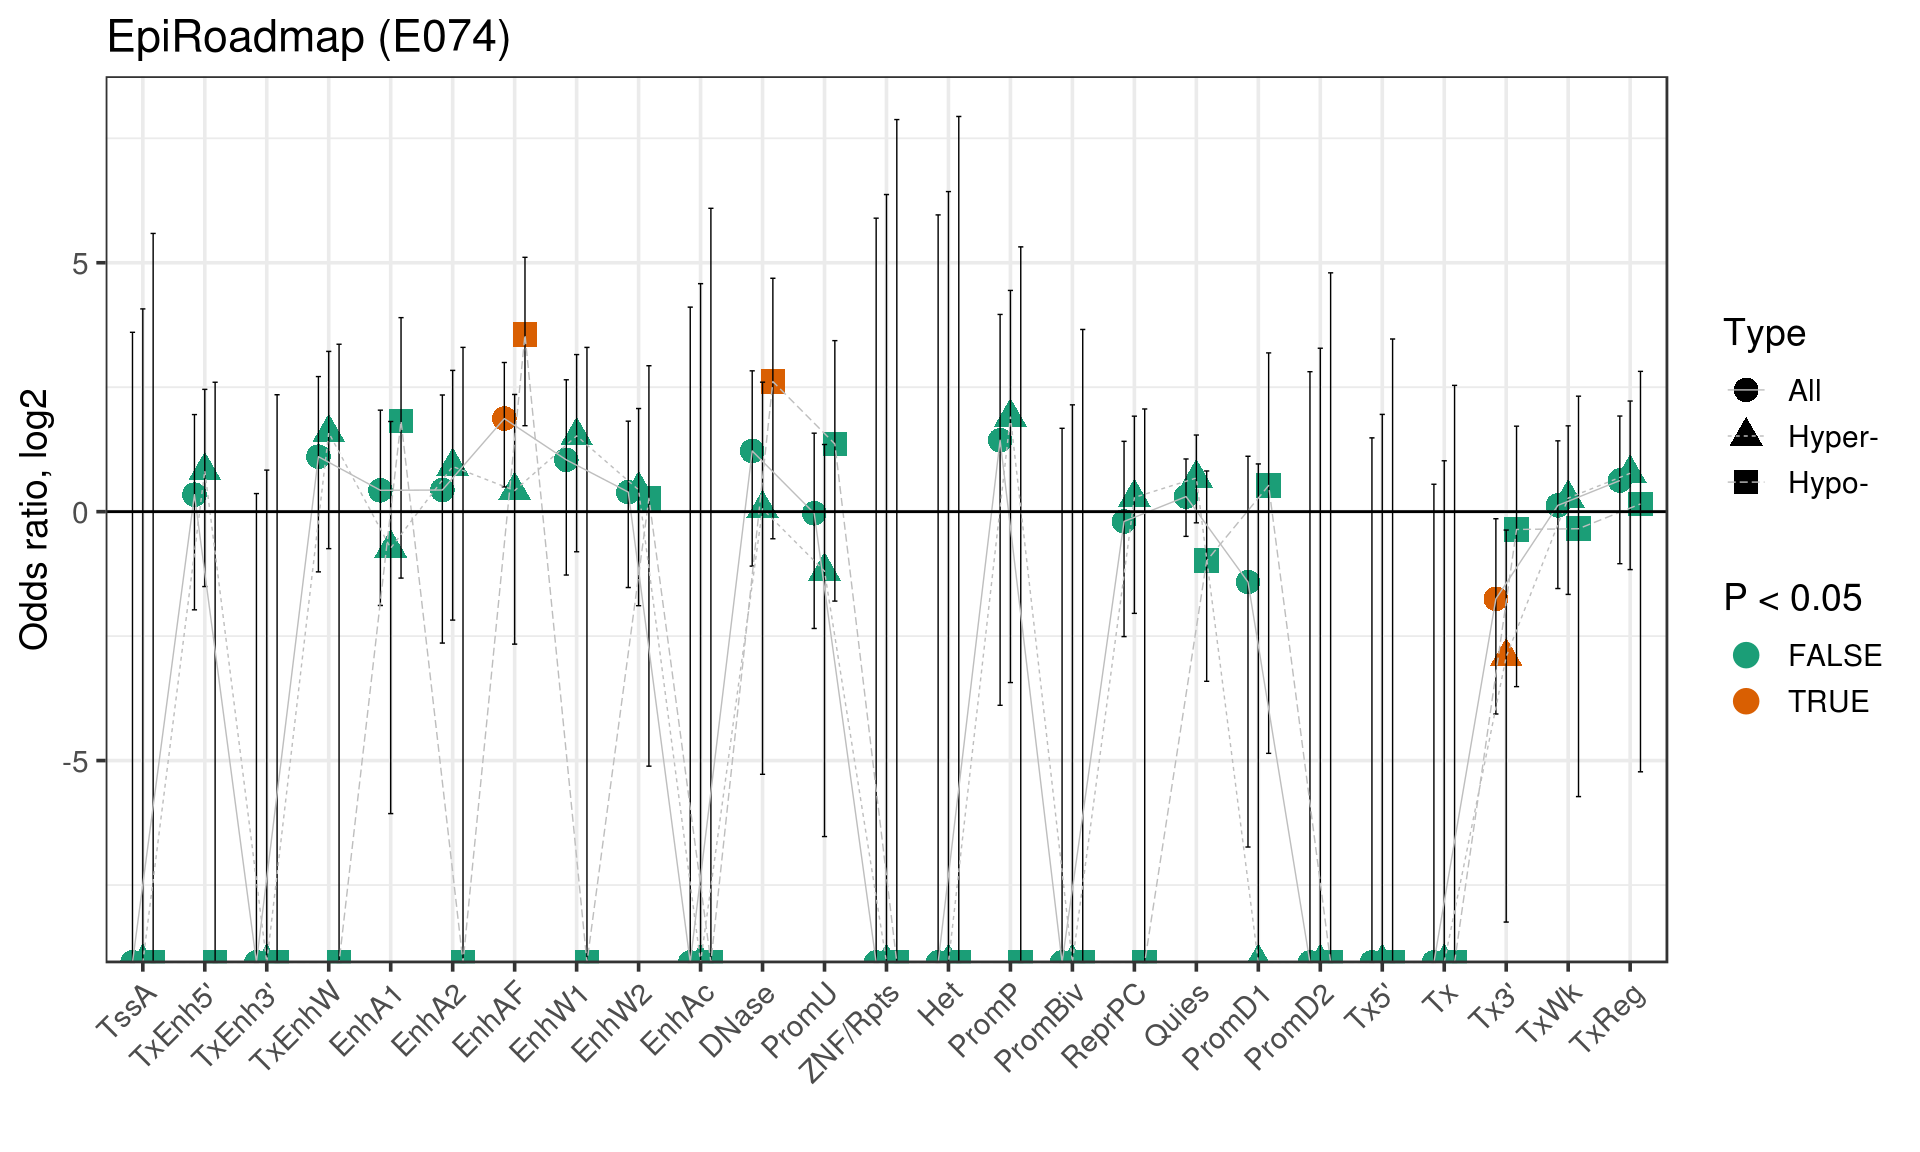 EpiRoadmap (E074)
Odds ratio, log2
5
0
-5
TssA
TxEnh5'
TxEnh3'
TxEnhW
EnhA1
EnhA2
EnhAF
EnhW1
EnhW2
EnhAc
DNase
PromU
ZNF/Rpts
Het
PromP
PromBiv
ReprPC
Quies
PromD1
PromD2
Tx5'
Tx
Tx3'
TxWk
TxReg
Type
All
Hyper-
Hypo-
P < 0.05
FALSE
TRUE